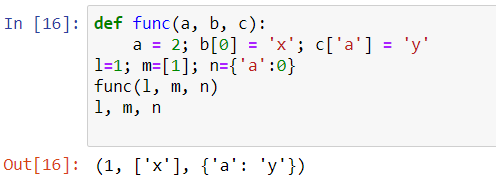 In [16]: def func(a, b, c):
    a = 2; b[0] = 'x'; c['a'] = 'y'
l=1; m=[1]; n={'a':0}
func(l, m, n)
l, m, n
Out[16]: (1, ['x'], {'a': 'y'})